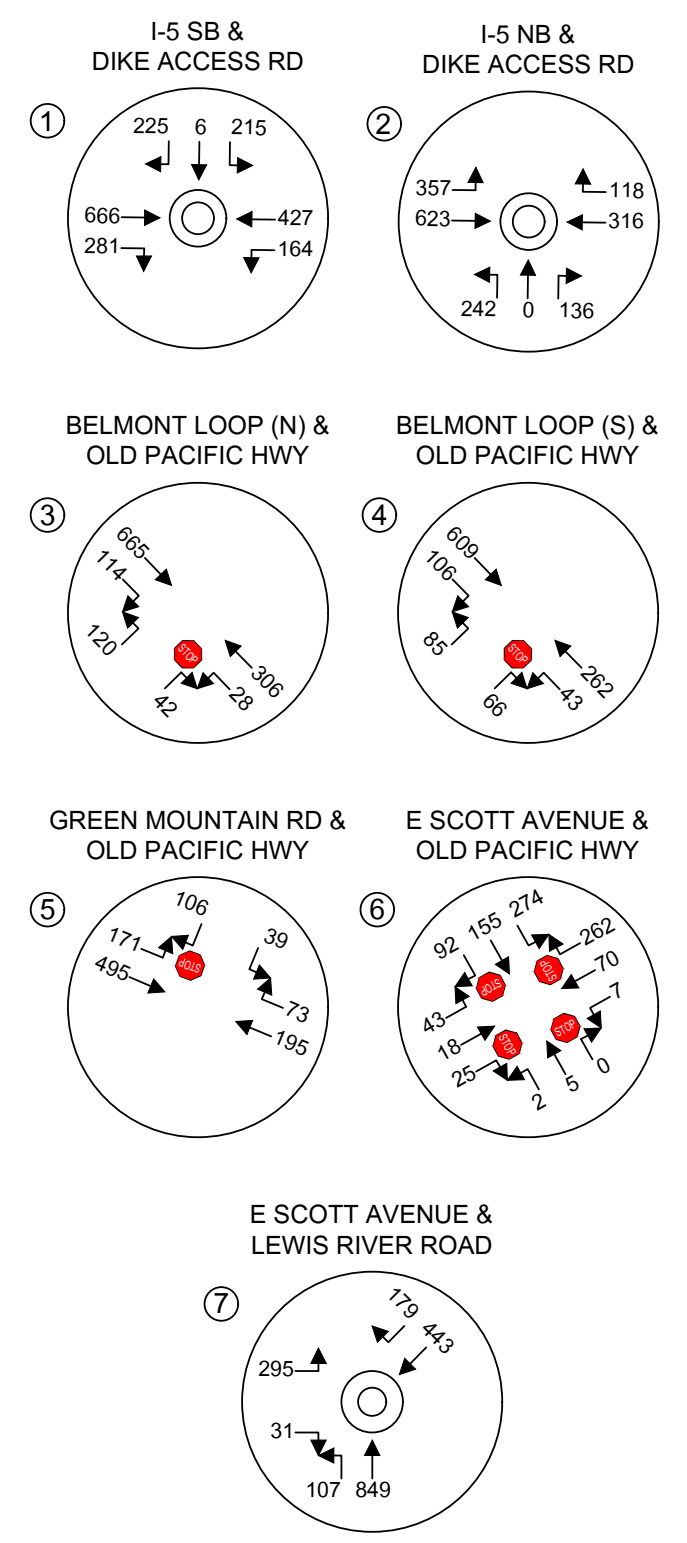 I-5 SB &
DIKE ACCESS RD
1
225 6 215
666 427
281 164
I-5 NB &
DIKE ACCESS RD
2
357 118
623 316
242 0 136
BELMONT LOOP (N) &
OLD PACIFIC HWY
3
665
114
120
STOP
42
28
306
BELMONT LOOP (S) &
OLD PACIFIC HWY
4
609
106
85
STOP
66
43
262
GREEN MOUNTAIN RD &
OLD PACIFIC HWY
5
106
171
495
STOP
39
73
195
E SCOTT AVENUE &
OLD PACIFIC HWY
6
92
155
274
262
70
7
43
18
25
2
5
0
STOP
STOP
STOP
STOP
E SCOTT AVENUE &
LEWIS RIVER ROAD
7
179
443
295
31
107 849